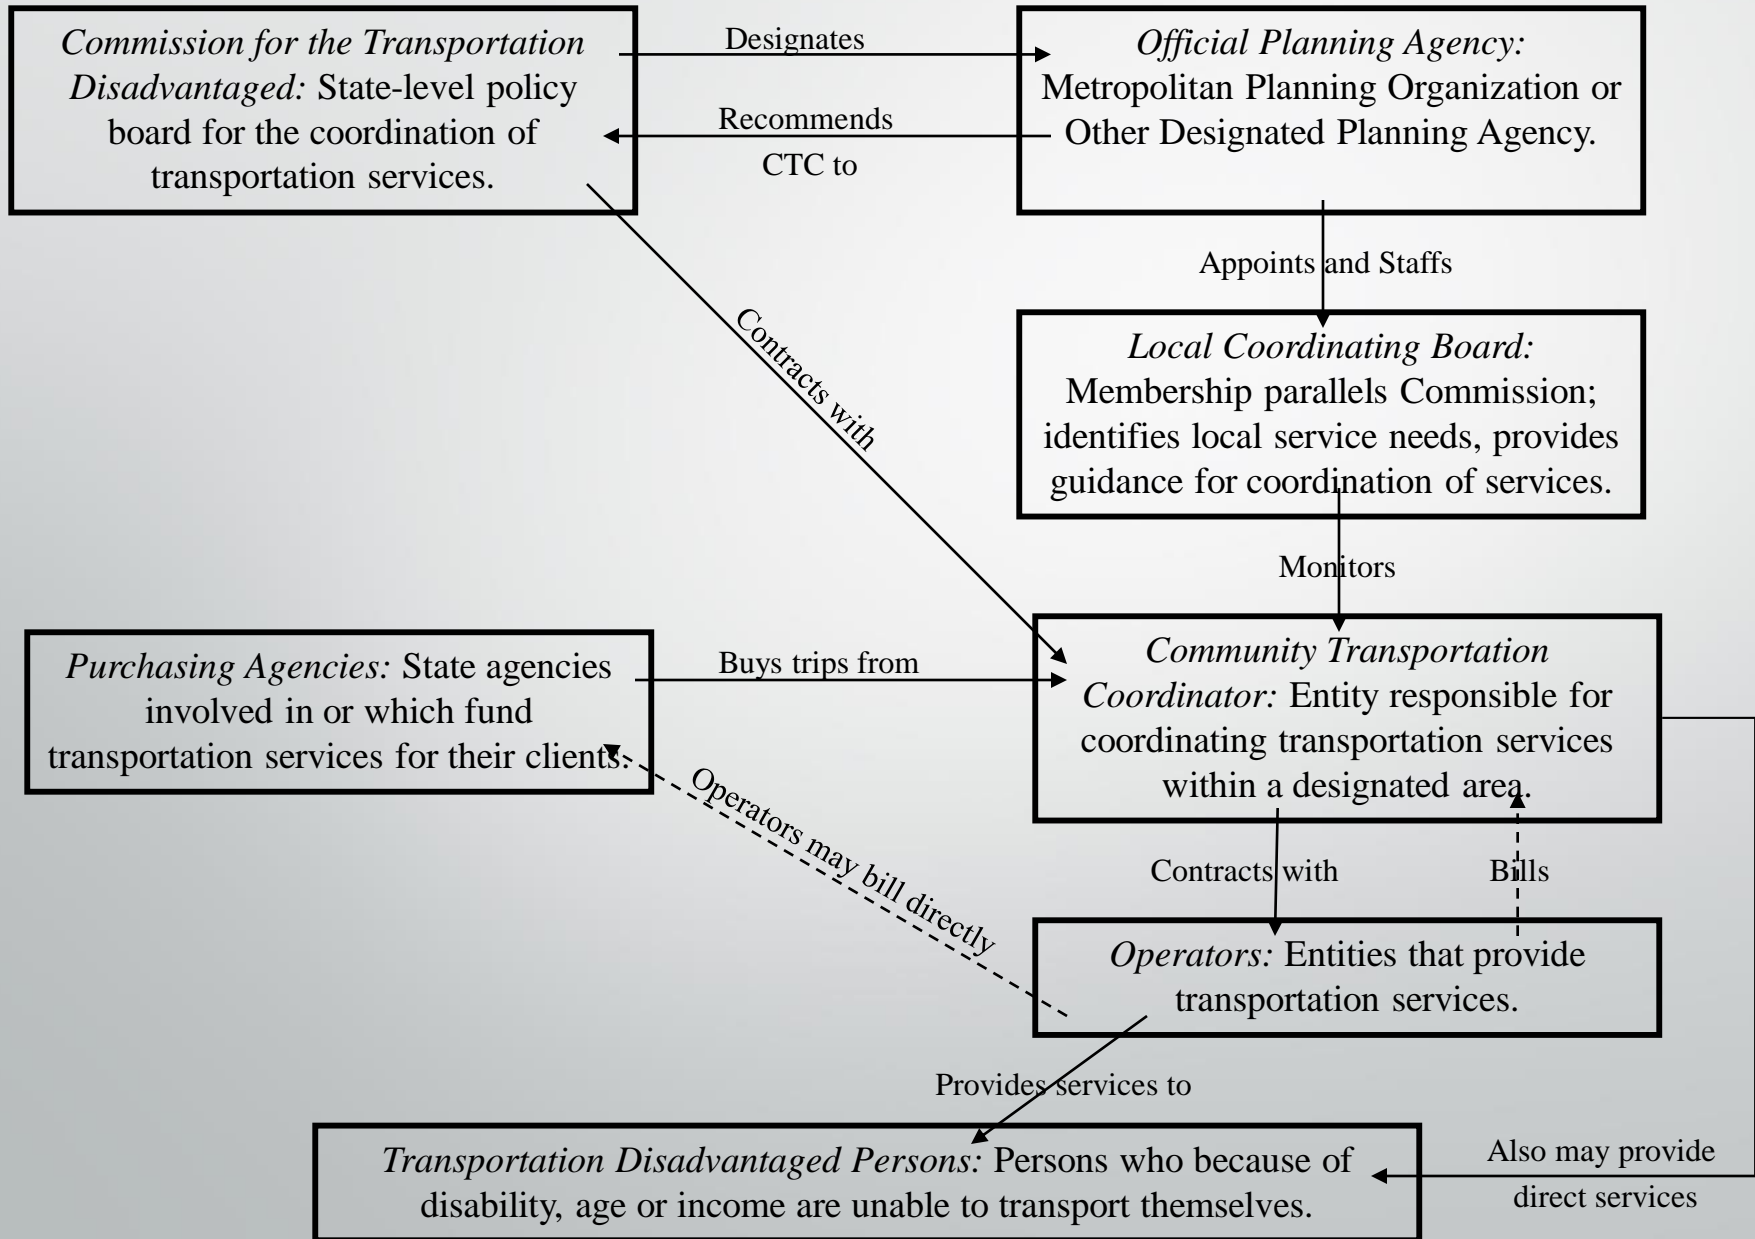 Commission for the Transportation
Disadvantaged: State-level policy
board for the coordination of
transportation services.
Designates
Recommends
CTC to
Official Planning Agency:
Metropolitan Planning Organization or
Other Designated Planning Agency.
Appoints and Staffs
Contracts with
Local Coordinating Board:
Membership parallels Commission;
identifies local service needs, provides
guidance for coordination of services.
Monitors
Purchasing Agencies: State agencies
involved in or which fund
transportation services for their clients.
Buys trips from
Community Transportation
Coordinator: Entity responsible for
coordinating transportation services
within a designated area.
Operators may bill directly
Contracts with
Bills
Operators: Entities that provide
transportation services.
Provides services to
Transportation Disadvantaged Persons: Persons who because of
disability, age or income are unable to transport themselves.
Also may provide
direct services